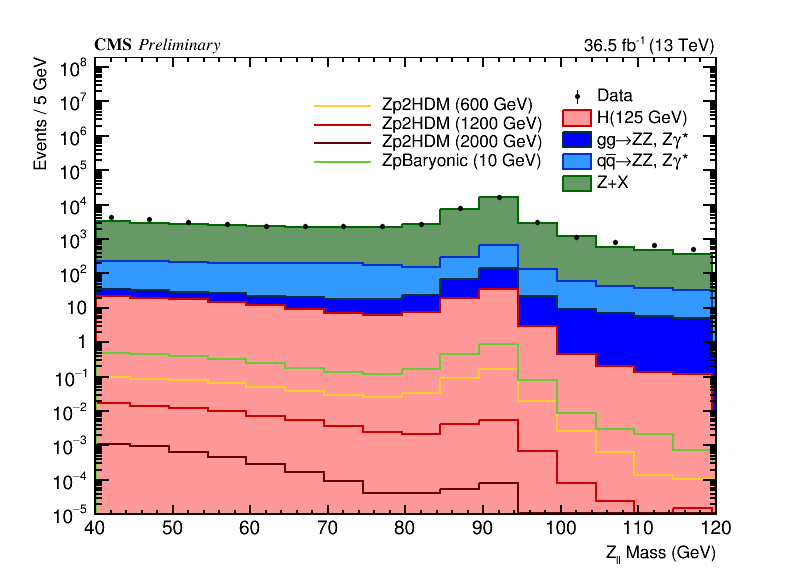 CMS Preliminary
36.5 fb⁻¹ (13 TeV)
Events / 5 GeV
10⁸
10⁷
10⁶
10⁵
10⁴
10³
10²
10
1
10⁻¹
10⁻²
10⁻³
10⁻⁴
10⁻⁵
Zp2HDM (600 GeV)
Zp2HDM (1200 GeV)
Zp2HDM (2000 GeV)
ZpBaryonic (10 GeV)
Data
H(125 GeV)
gg→ZZ, Zγ*
qq̅→ZZ, Zγ*
Z+X
40 50 60 70 80 90 100 110 120
Z_ll Mass (GeV)